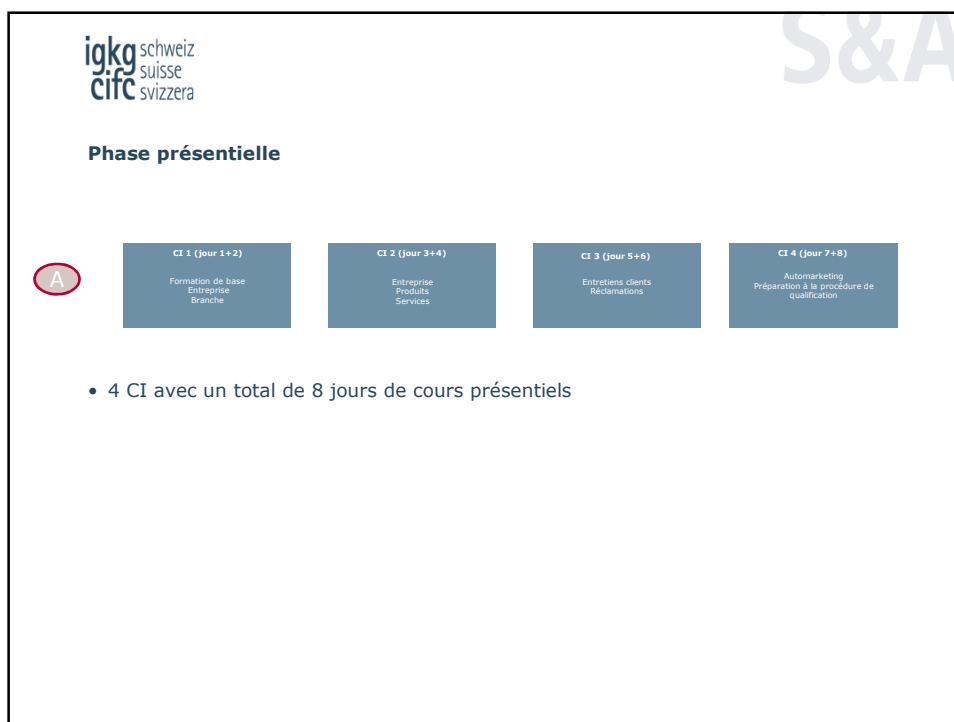 igkg schweiz
suisse
cifc svizzera
S&A
Phase présentielle
A
CI 1 (jour 1+2)
Formation de base
Entreprise
Branche
CI 2 (jour 3+4)
Entreprise
Produits
Services
CI 3 (jour 5+6)
Entretiens clients
Réclamations
CI 4 (jour 7+8)
Automarketing
Préparation à la procédure de
qualification
• 4 CI avec un total de 8 jours de cours présentiels